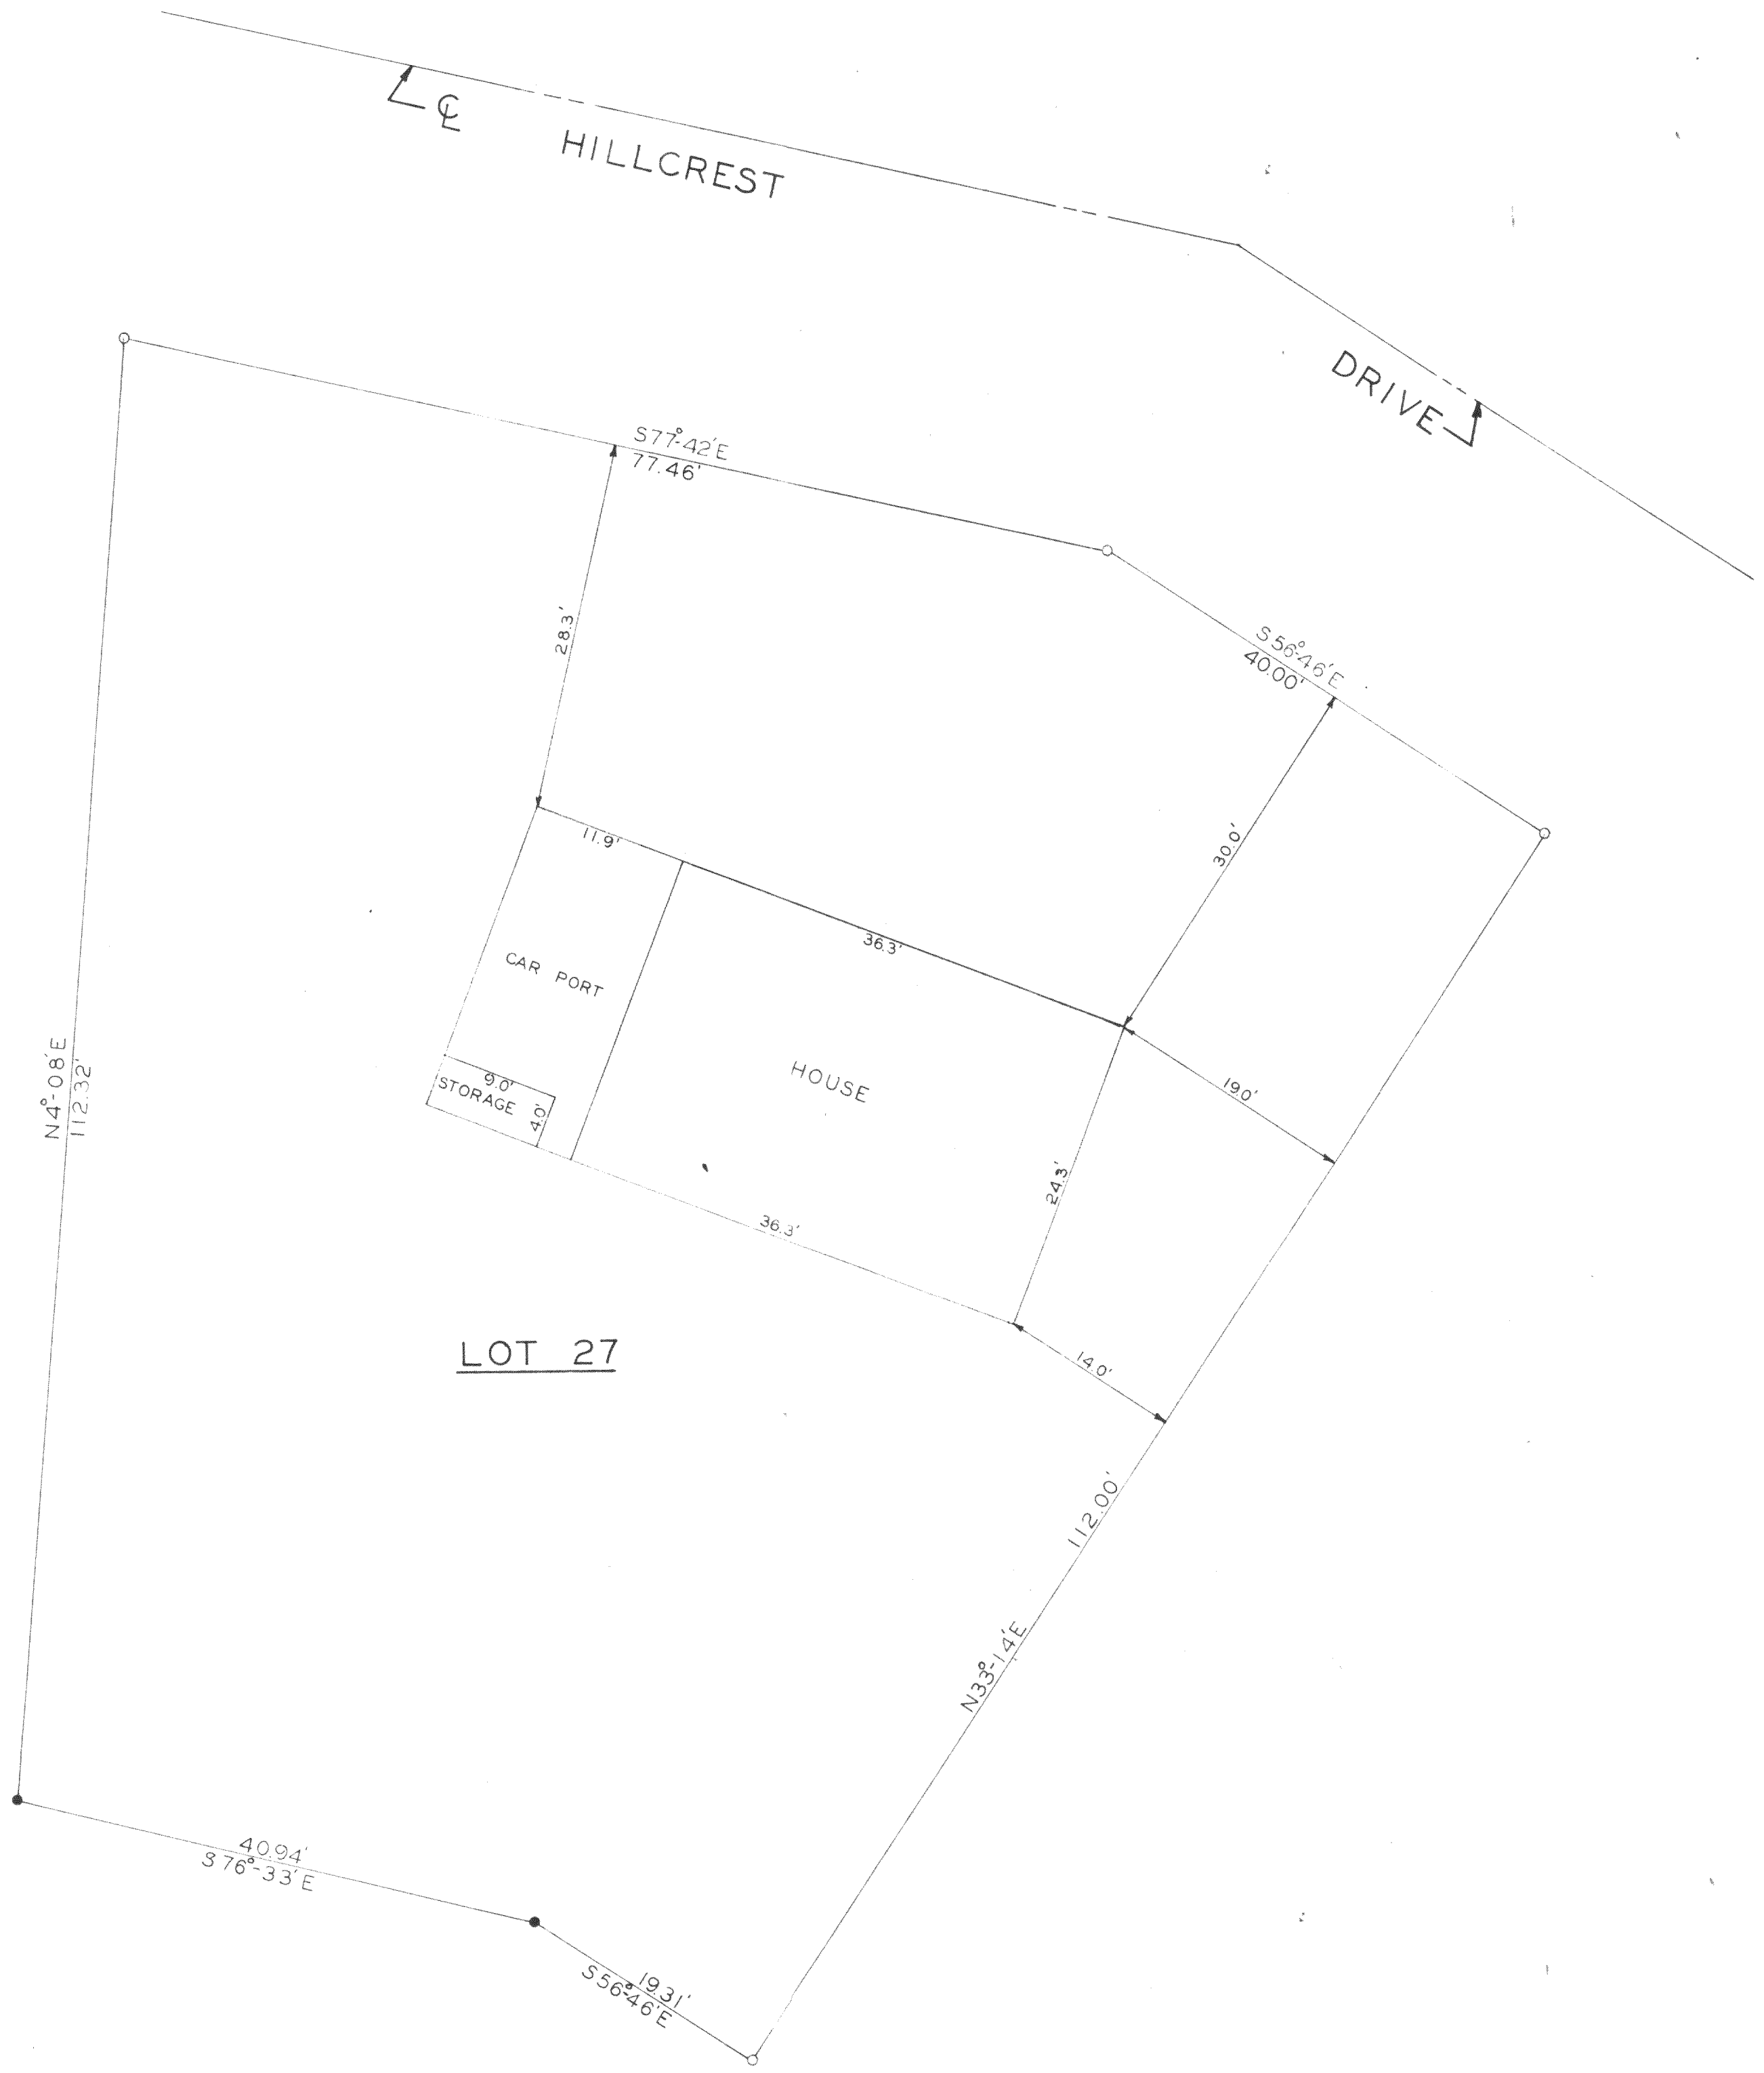 ℄ HILLCREST
DRIVE
S77°-42'E
77.46'
28.3'
S56°-46'E
40.00'
30.0'
11.9'
36.3'
CAR PORT
HOUSE
N4°-08'E
112.32'
9.0'
STORAGE
4.0'
19.0'
24.3'
36.3'
LOT 27
14.0'
112.00'
N33°-14'E
40.94'
S76°-33'E
19.31'
S56°-46'E